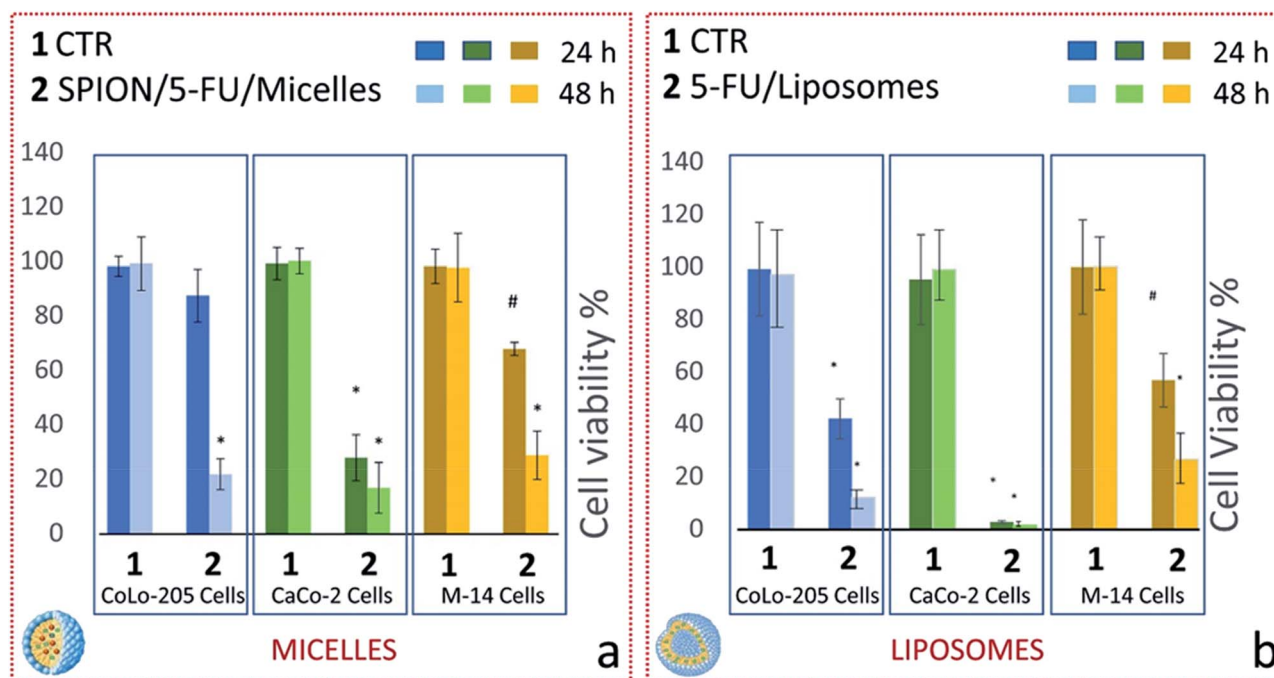 1 CTR
24 h
2 SPION/5-FU/Micelles
48 h
140
120
100
80
60
40
20
0
#
*
*
*
*
Cell viability %
1 2 1 2 1 2
CoLo-205 Cells CaCo-2 Cells M-14 Cells
MICELLES
a
1 CTR
24 h
2 5-FU/Liposomes
48 h
140
120
100
80
60
40
20
0
#
*
*
*
*
*
Cell Viability %
1 2 1 2 1 2
CoLo-205 Cells CaCo-2 Cells M-14 Cells
LIPOSOMES
b